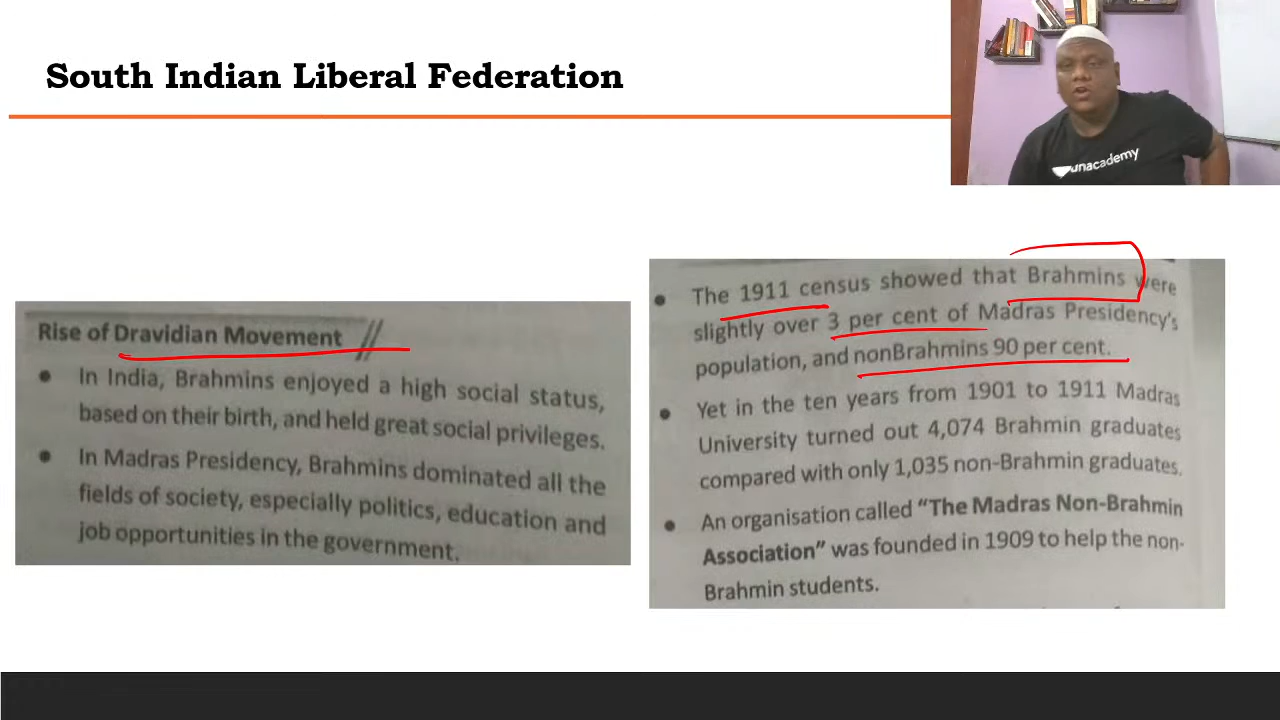 South Indian Liberal Federation
unacademy
Rise of Dravidian Movement
• In India, Brahmins enjoyed a high social status,
based on their birth, and held great social privileges.
• In Madras Presidency, Brahmins dominated all the
fields of society, especially politics, education and
job opportunities in the government.
• The 1911 census showed that Brahmins were
slightly over 3 per cent of Madras Presidency's
population, and nonBrahmins 90 per cent.
• Yet in the ten years from 1901 to 1911 Madras
University turned out 4,074 Brahmin graduates
compared with only 1,035 non-Brahmin graduates.
• An organisation called “The Madras Non-Brahmin
Association” was founded in 1909 to help the non-
Brahmin students.